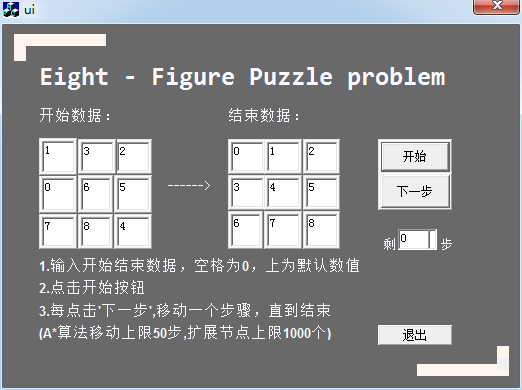 ui
Eight - Figure Puzzle problem
开始数据：
结束数据：
1 3 2
0 6 5
7 8 4
------>
0 1 2
3 4 5
6 7 8
开始
下一步
剩 0 步
1.输入开始结束数据，空格为0，上为默认数值
2.点击开始按钮
3.每点击'下一步',移动一个步骤，直到结束
(A*算法移动上限50步,扩展节点上限1000个)
退出